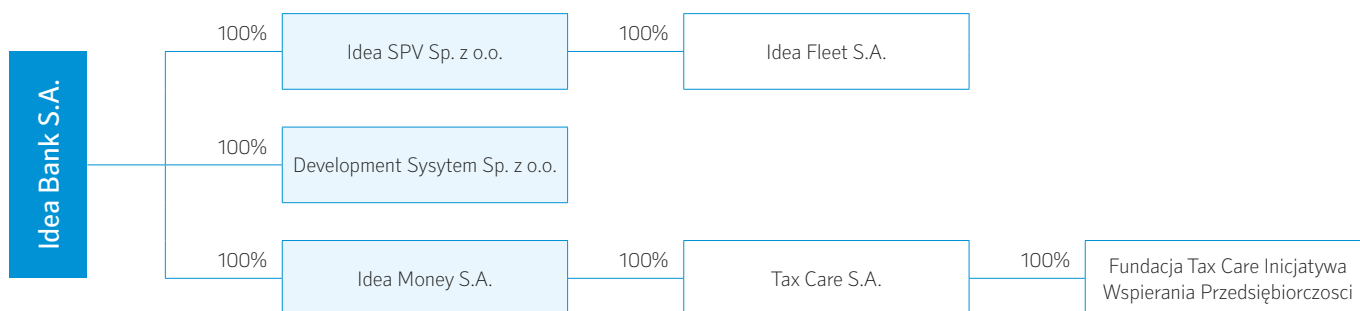 Idea Bank S.A.
100%
Idea SPV Sp. z o.o.
100%
Idea Fleet S.A.
100%
Development Sysytem Sp. z o.o.
100%
Idea Money S.A.
100%
Tax Care S.A.
100%
Fundacja Tax Care Inicjatywa
Wspierania Przedsiębiorczosci